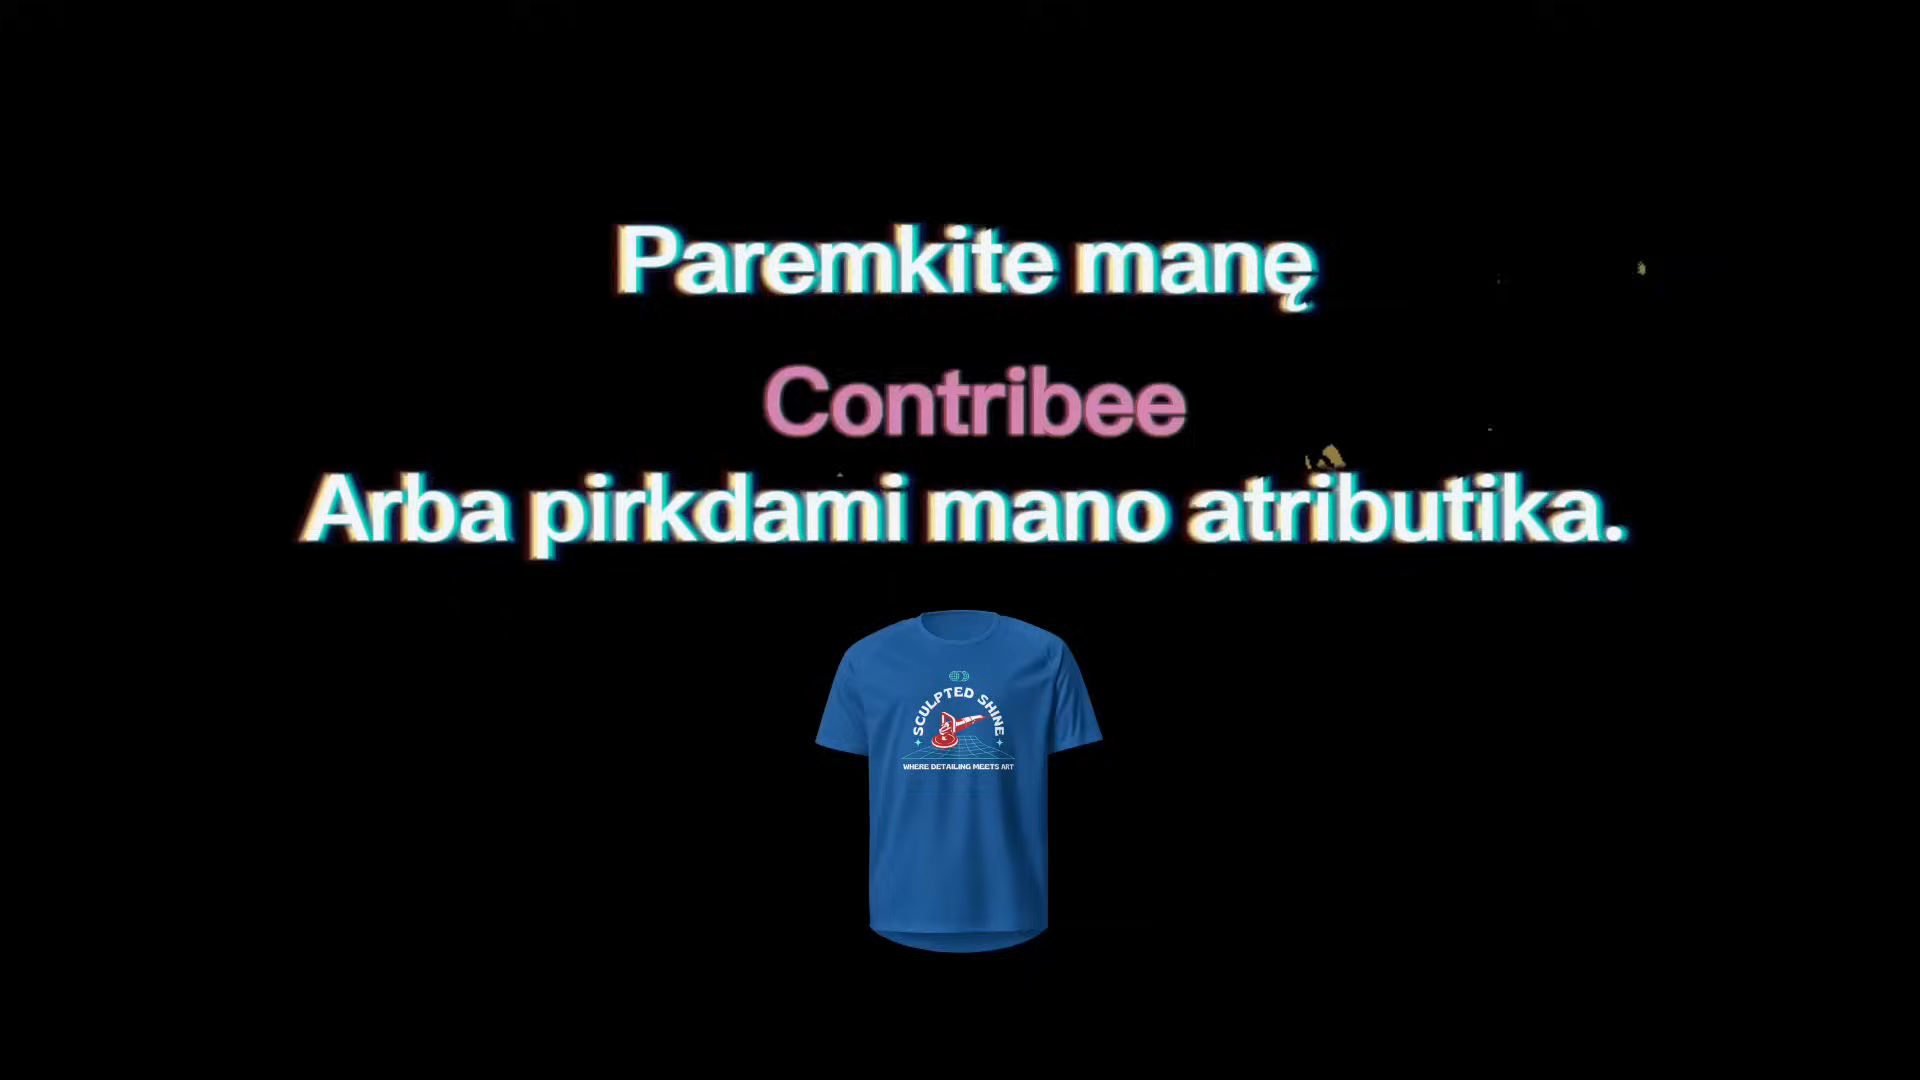 Paremkite manę
Contribee
Arba pirkdami mano atributika.
SCULPTED SHINE
WHERE DETAILING MEETS ART